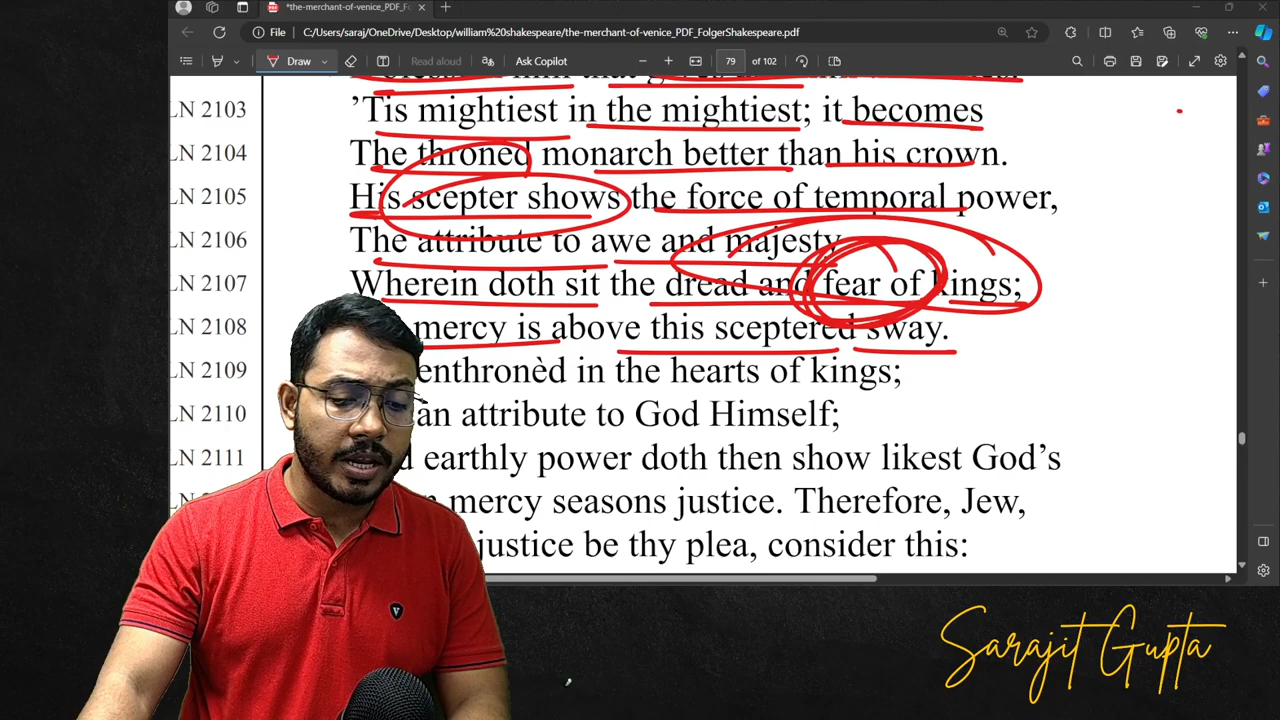 *the-merchant-of-venice_PDF_Fol
File C:/Users/saraj/OneDrive/Desktop/william%20shakespeare/the-merchant-of-venice_PDF_FolgerShakespeare.pdf
Draw Read aloud Ask Copilot 79 of 102
LN 2103 ’Tis mightiest in the mightiest; it becomes
LN 2104 The throned monarch better than his crown.
LN 2105 His scepter shows the force of temporal power,
LN 2106 The attribute to awe and majesty
LN 2107 Wherein doth sit the dread and fear of kings;
LN 2108 mercy is above this sceptered sway.
LN 2109 enthronèd in the hearts of kings;
LN 2110 an attribute to God Himself;
LN 2111 earthly power doth then show likest God’s
mercy seasons justice. Therefore, Jew,
justice be thy plea, consider this:
Sarajit Gupta